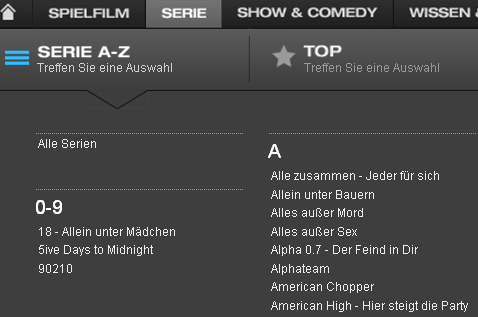 SPIELFILM SERIE SHOW & COMEDY WISSEN &
SERIE A-Z
Treffen Sie eine Auswahl
TOP
Treffen Sie eine Auswahl
Alle Serien
0-9
18 - Allein unter Mädchen
5ive Days to Midnight
90210
A
Alle zusammen - Jeder für sich
Allein unter Bauern
Alles außer Mord
Alles außer Sex
Alpha 0.7 - Der Feind in Dir
Alphateam
American Chopper
American High - Hier steigt die Party